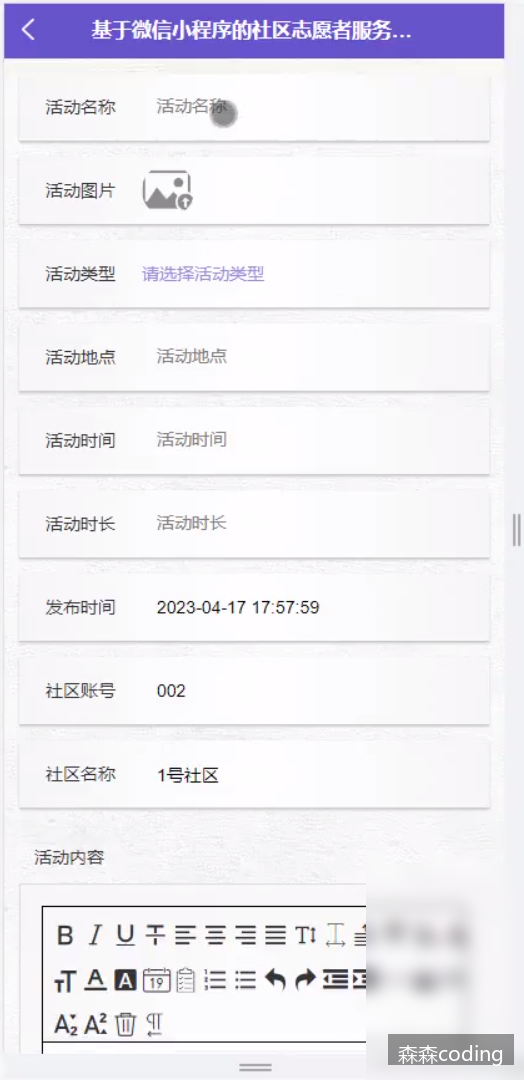 基于微信小程序的社区志愿者服务...
活动名称 活动名称
活动图片
活动类型 请选择活动类型
活动地点 活动地点
活动时间 活动时间
活动时长 活动时长
发布时间 2023-04-17 17:57:59
社区账号 002
社区名称 1号社区
活动内容
森森coding